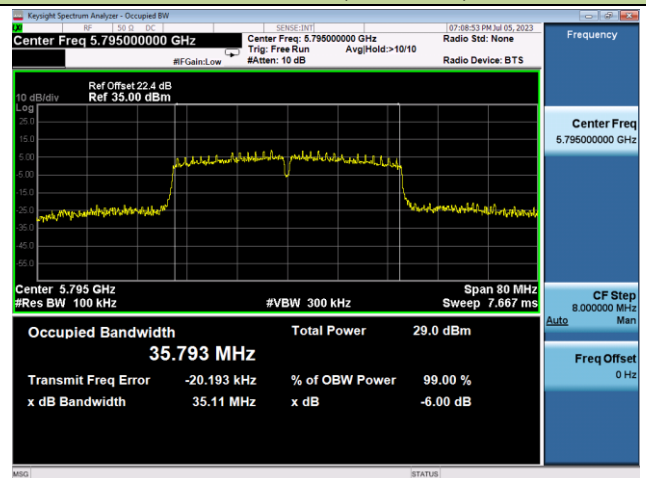 Keysight Spectrum Analyzer - Occupied BW
RF 50 Ω DC SENSE:INT 07:08:53 PM Jul 05, 2023
Center Freq 5.795000000 GHz Center Freq: 5.795000000 GHz Radio Std: None
Trig: Free Run Avg|Hold:>10/10
#IFGain:Low #Atten: 10 dB Radio Device: BTS
Ref Offset 22.4 dB
10 dB/div Ref 35.00 dBm
Log
25.0
15.0
5.00
-5.00
-15.0
-25.0
-35.0
-45.0
-55.0
Center 5.795 GHz Span 80 MHz
#Res BW 100 kHz #VBW 300 kHz Sweep 7.667 ms
Occupied Bandwidth Total Power 29.0 dBm
35.793 MHz
Transmit Freq Error -20.193 kHz % of OBW Power 99.00 %
x dB Bandwidth 35.11 MHz x dB -6.00 dB
MSG STATUS
Frequency
Center Freq
5.795000000 GHz
CF Step
8.000000 MHz
Auto Man
Freq Offset
0 Hz